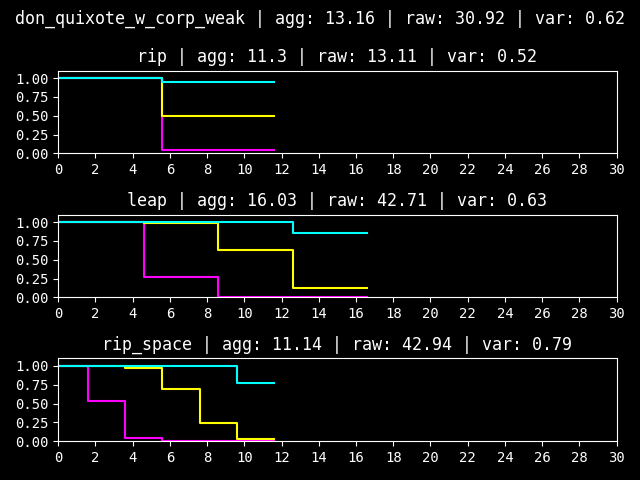 don_quixote_w_corp_weak | agg: 13.16 | raw: 30.92 | var: 0.62
rip | agg: 11.3 | raw: 13.11 | var: 0.52
1.00
0.75
0.50
0.25
0.00
0 2 4 6 8 10 12 14 16 18 20 22 24 26 28 30
leap | agg: 16.03 | raw: 42.71 | var: 0.63
1.00
0.75
0.50
0.25
0.00
0 2 4 6 8 10 12 14 16 18 20 22 24 26 28 30
rip_space | agg: 11.14 | raw: 42.94 | var: 0.79
1.00
0.75
0.50
0.25
0.00
0 2 4 6 8 10 12 14 16 18 20 22 24 26 28 30